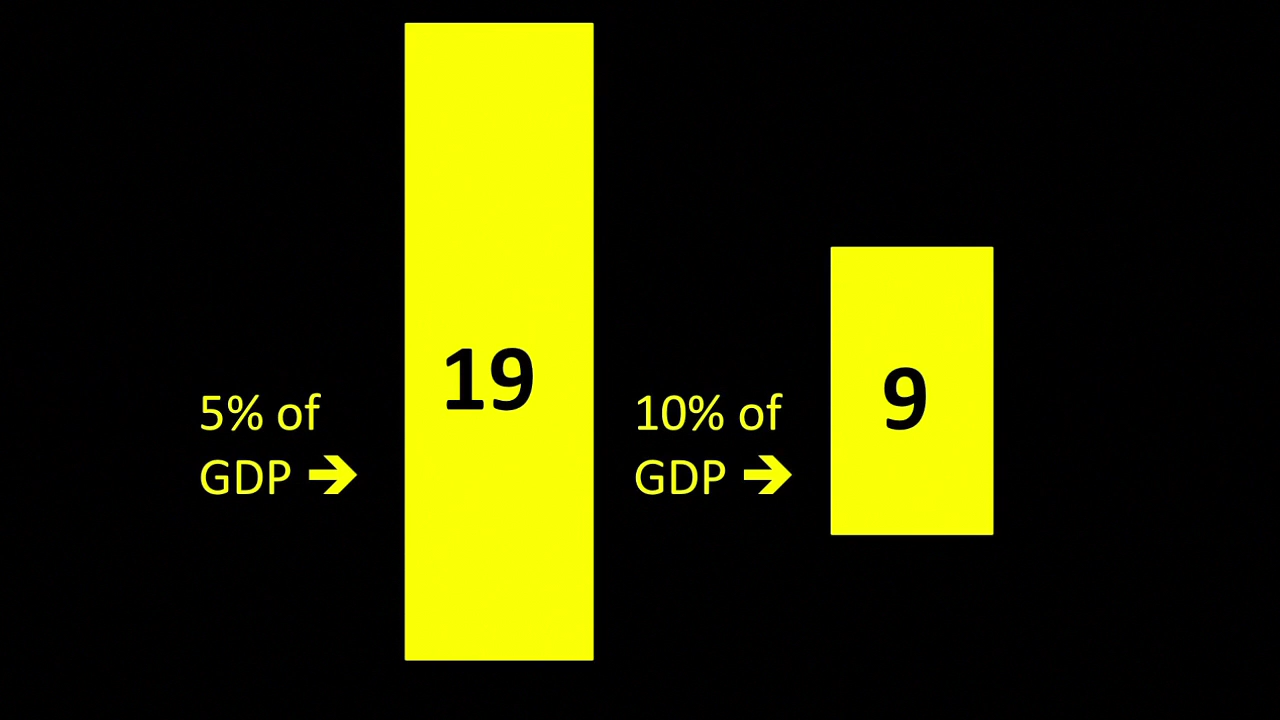 5% of
GDP ➔
19
10% of
GDP ➔
9